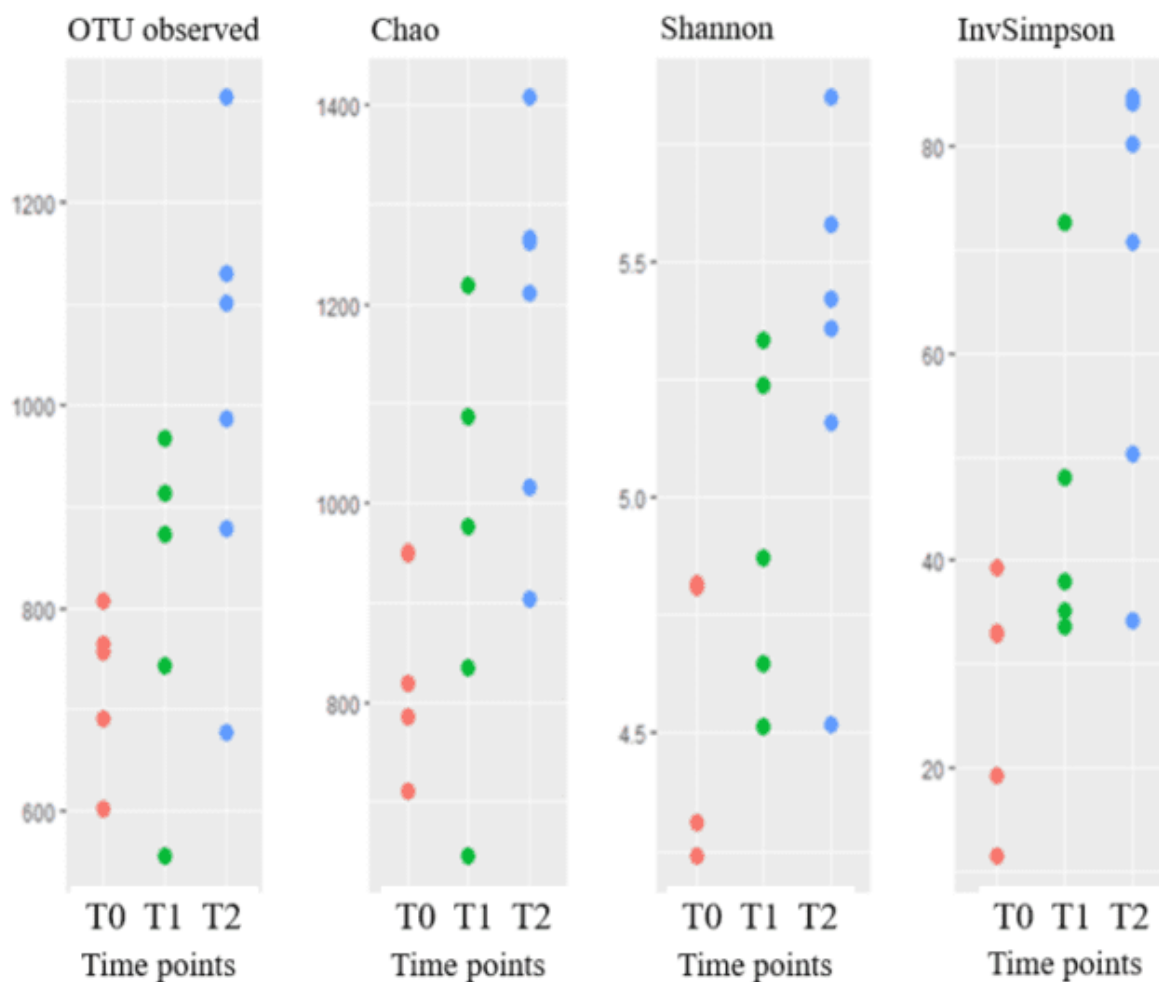 OTU observed
1200
1000
800
600
T0 T1 T2
Time points
Chao
1400
1200
1000
800
T0 T1 T2
Time points
Shannon
5.5
5.0
4.5
T0 T1 T2
Time points
InvSimpson
80
60
40
20
T0 T1 T2
Time points